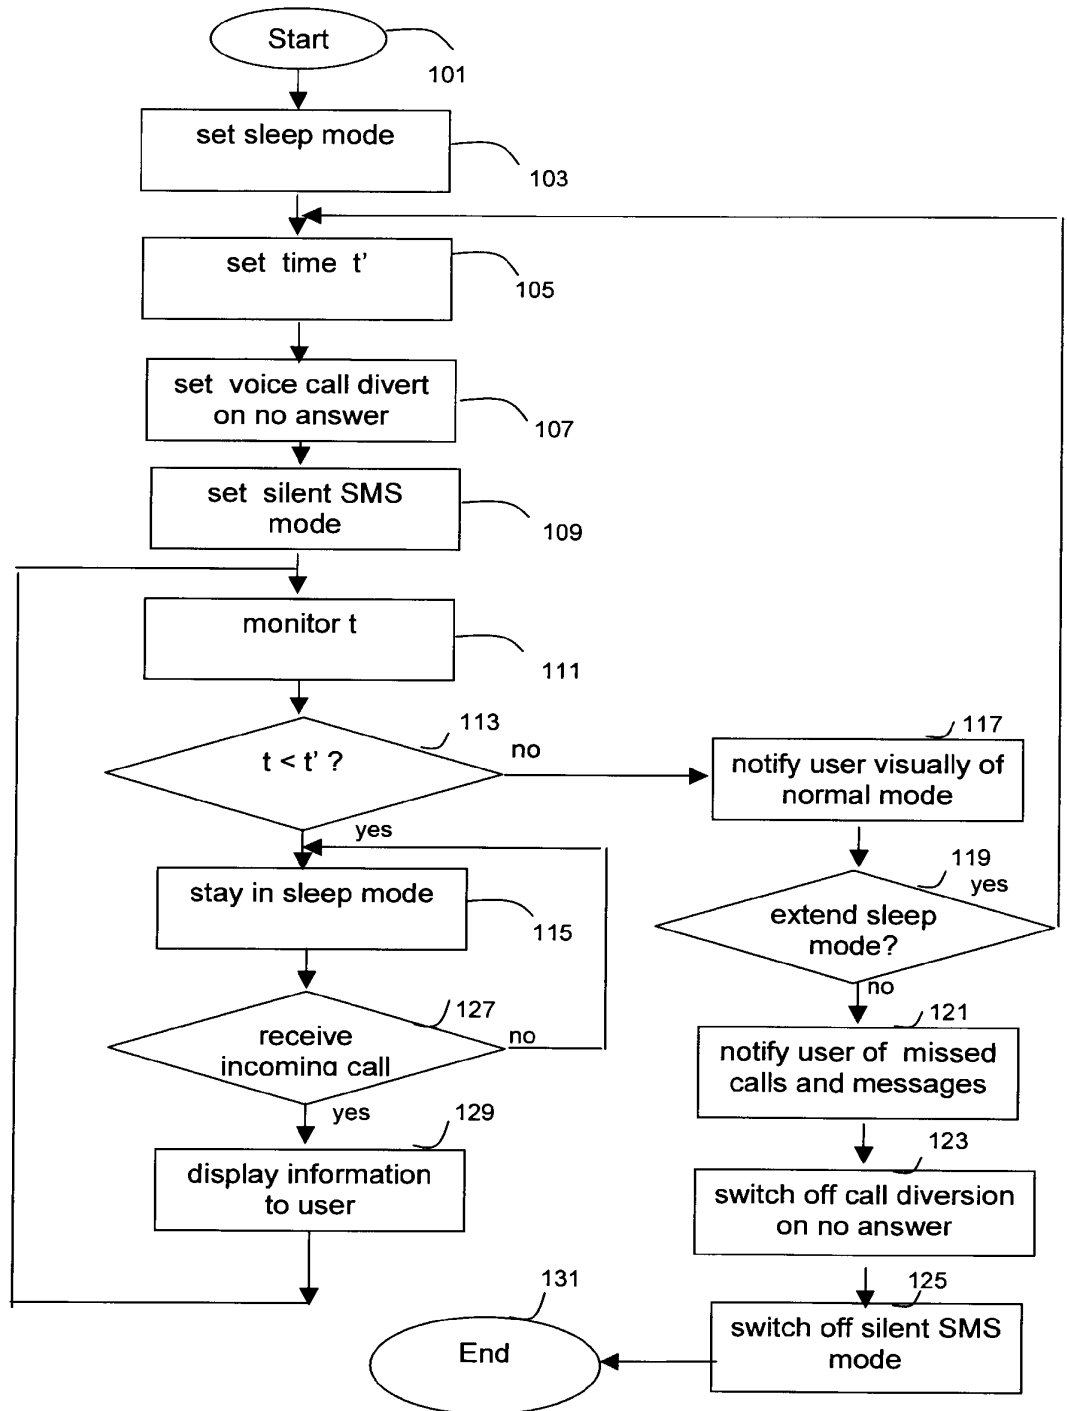 Start
101
set sleep mode
103
set time t'
105
set voice call divert
on no answer
107
set silent SMS
mode
109
monitor t
111
t < t' ?
113
no
yes
stay in sleep mode
115
receive
incoming call
127
no
yes
129
display information
to user
117
notify user visually of
normal mode
119
yes
extend sleep
mode?
no
121
notify user of missed
calls and messages
123
switch off call diversion
on no answer
125
switch off silent SMS
mode
131
End